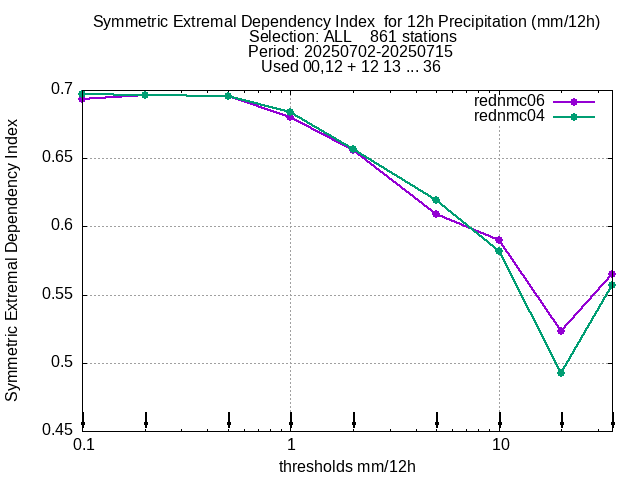 Symmetric Extremal Dependency Index  for 12h Precipitation (mm/12h)
Selection: ALL    861 stations
Period: 20250702-20250715
Used 00,12 + 12 13 ... 36
rednmc06
rednmc04
0.7
0.65
0.6
0.55
0.5
0.45
Symmetric Extremal Dependency Index
0.1 1 10
thresholds mm/12h